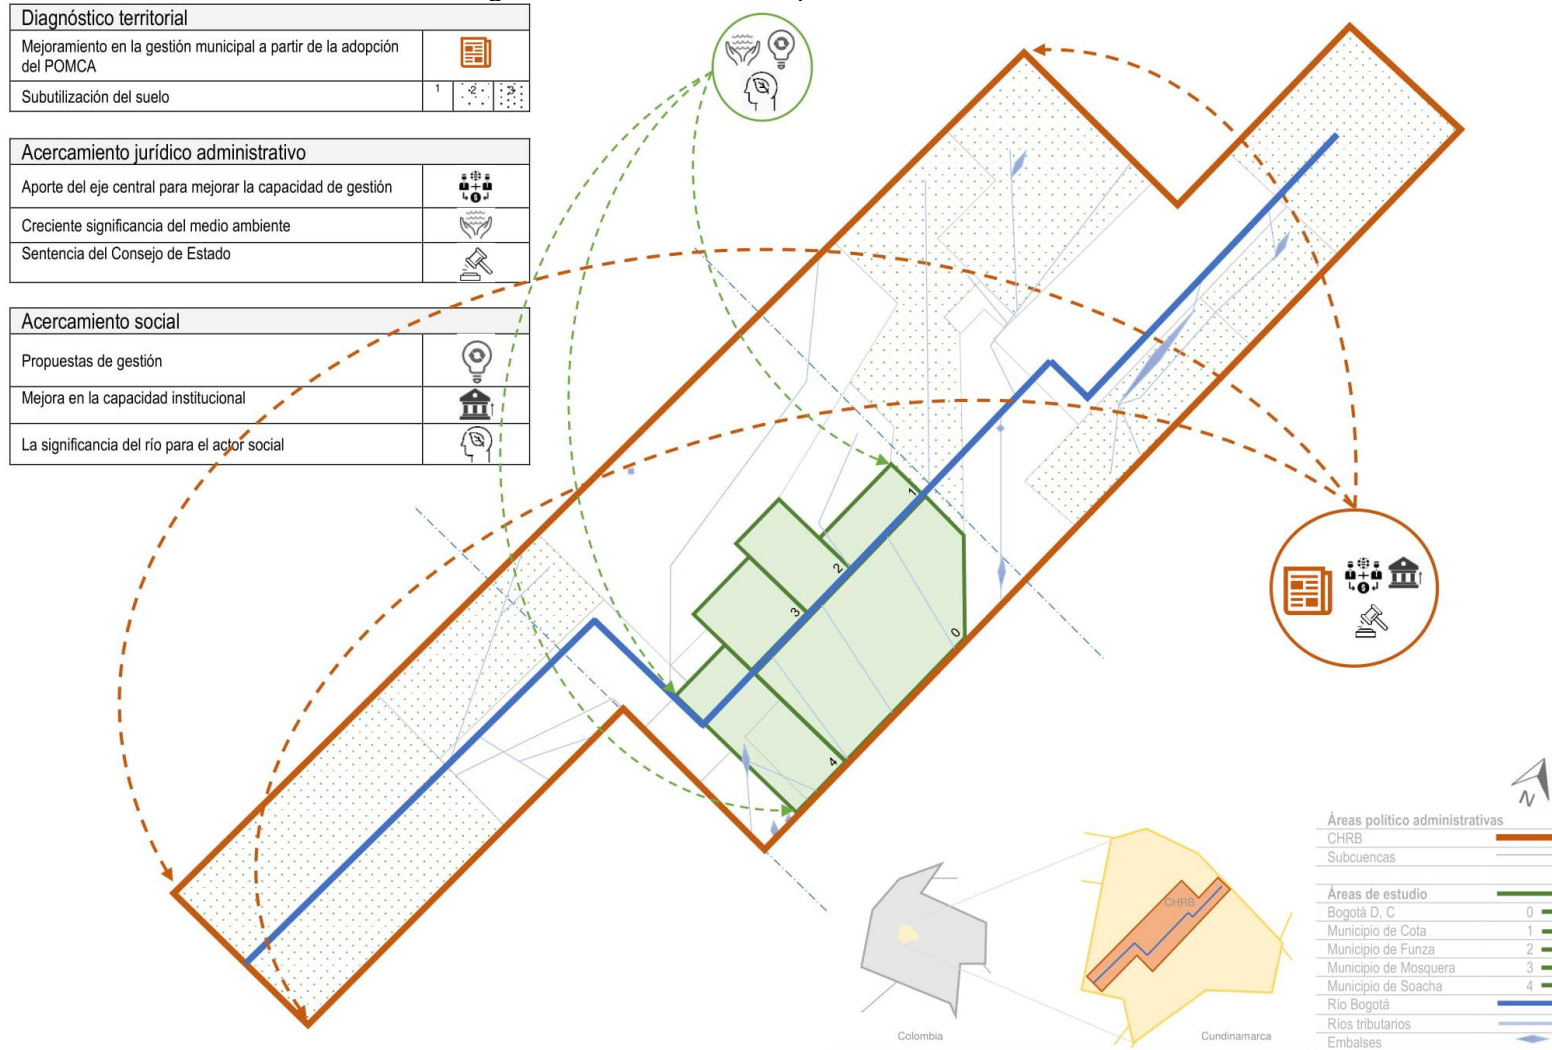 Diagnóstico territorial
Mejoramiento en la gestión municipal a partir de la adopción
del POMCA
Subutilización del suelo
1 2 3
Acercamiento jurídico administrativo
Aporte del eje central para mejorar la capacidad de gestión
Creciente significancia del medio ambiente
Sentencia del Consejo de Estado
Acercamiento social
Propuestas de gestión
Mejora en la capacidad institucional
La significancia del río para el actor social
1
2
3
0
4
N
Colombia
CHRB
Cundinamarca
Áreas político administrativas
CHRB
Subcuencas
Áreas de estudio
Bogotá D, C 0
Municipio de Cota 1
Municipio de Funza 2
Municipio de Mosquera 3
Municipio de Soacha 4
Río Bogotá
Ríos tributarios
Embalses